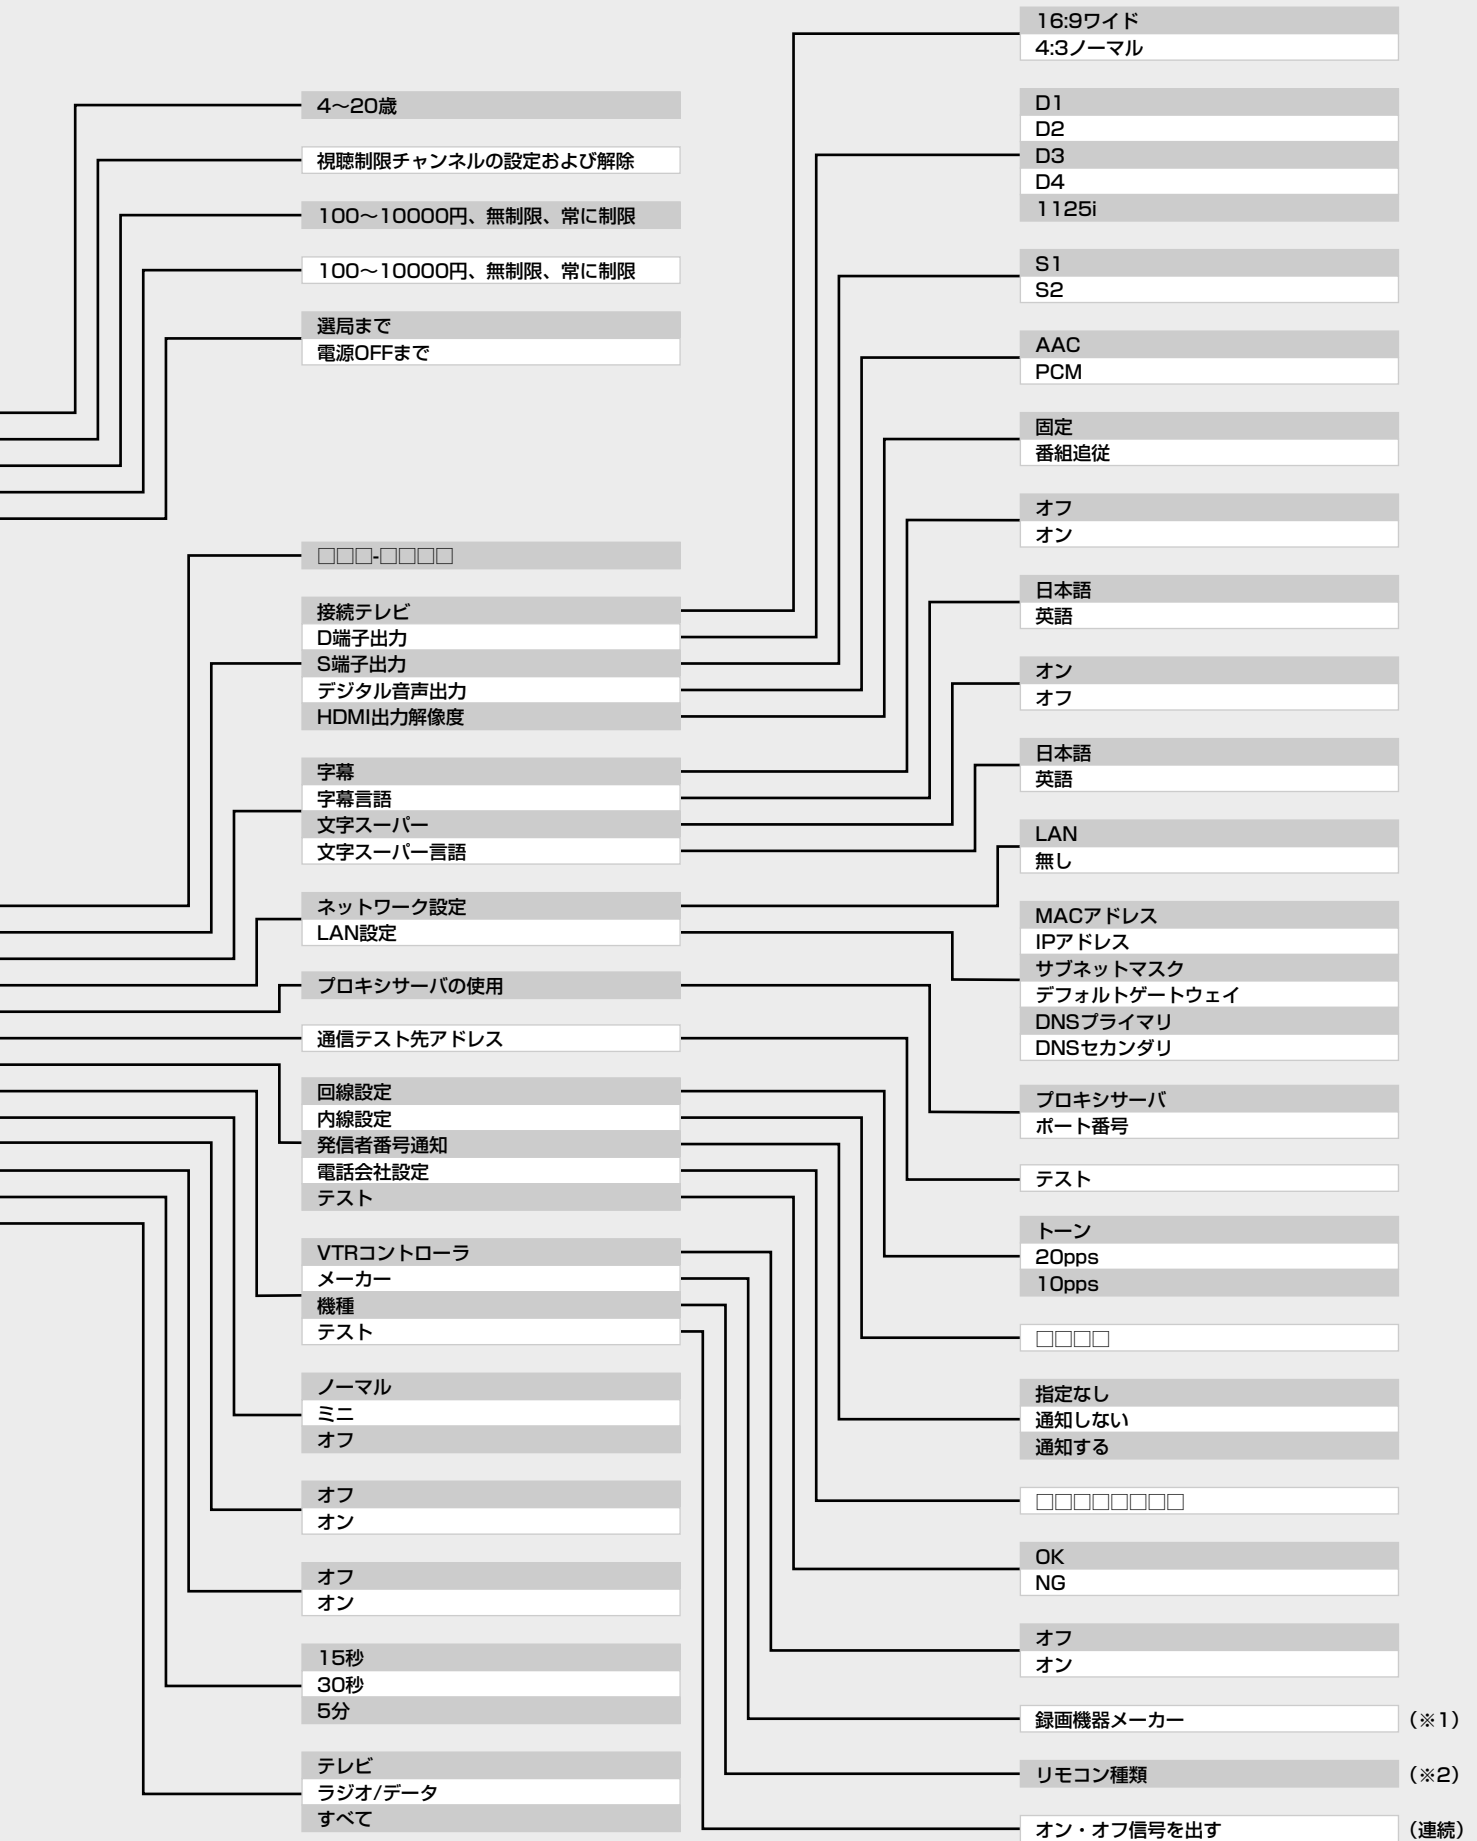 4～20歳
視聴制限チャンネルの設定および解除
100～10000円、無制限、常に制限
100～10000円、無制限、常に制限
選局まで
電源OFFまで
□□□-□□□□
接続テレビ
D端子出力
S端子出力
デジタル音声出力
HDMI出力解像度
字幕
字幕言語
文字スーパー
文字スーパー言語
ネットワーク設定
LAN設定
プロキシサーバの使用
通信テスト先アドレス
回線設定
内線設定
発信者番号通知
電話会社設定
テスト
VTRコントローラ
メーカー
機種
テスト
ノーマル
ミニ
オフ
オフ
オン
オフ
オン
15秒
30秒
5分
テレビ
ラジオ/データ
すべて
16:9ワイド
4:3ノーマル
D1
D2
D3
D4
1125i
S1
S2
AAC
PCM
固定
番組追従
オフ
オン
日本語
英語
オン
オフ
日本語
英語
LAN
無し
MACアドレス
IPアドレス
サブネットマスク
デフォルトゲートウェイ
DNSプライマリ
DNSセカンダリ
プロキシサーバ
ポート番号
テスト
トーン
20pps
10pps
□□□□
指定なし
通知しない
通知する
□□□□□□□□
OK
NG
オフ
オン
録画機器メーカー （※1）
リモコン種類 （※2）
オン・オフ信号を出す （連続）